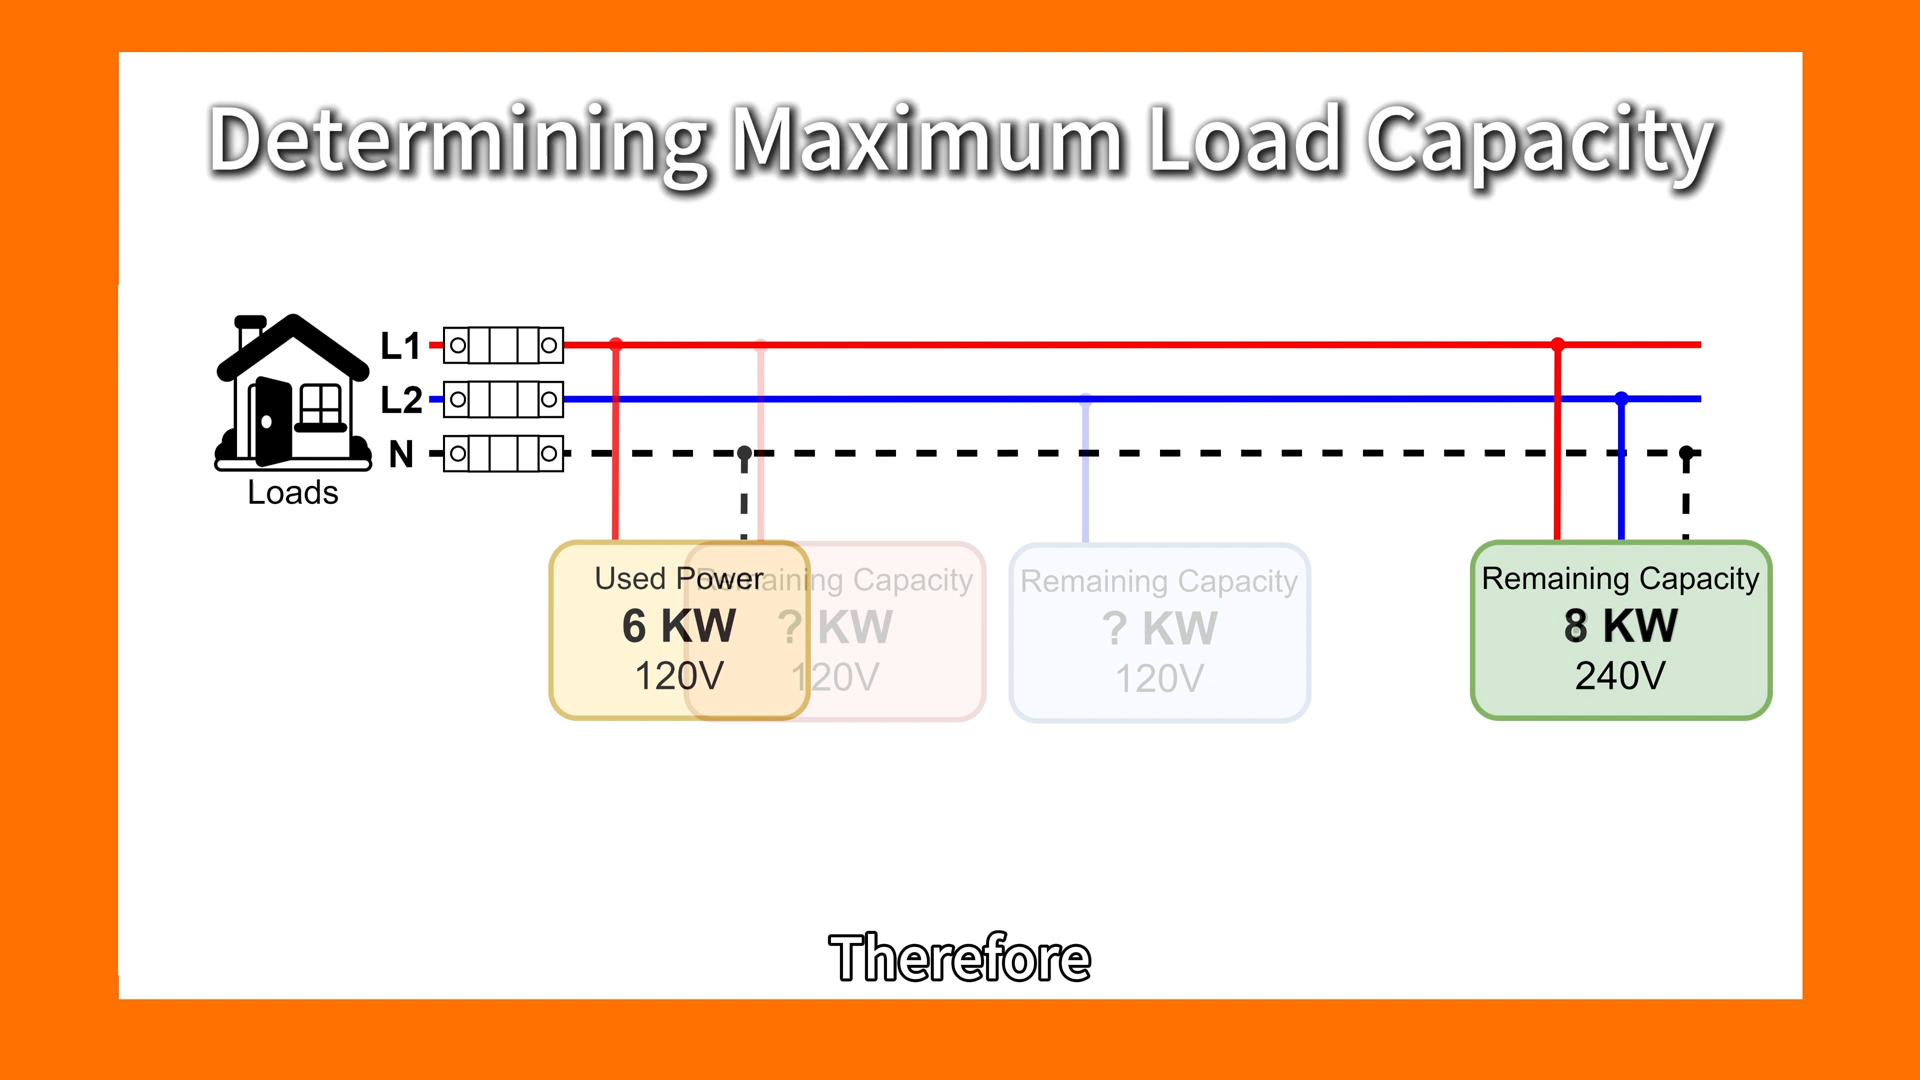 Determining Maximum Load Capacity
L1
L2
N
Loads
Used Power
6 KW
120V
Remaining Capacity
? KW
120V
Remaining Capacity
? KW
120V
Remaining Capacity
8 KW
240V
Therefore